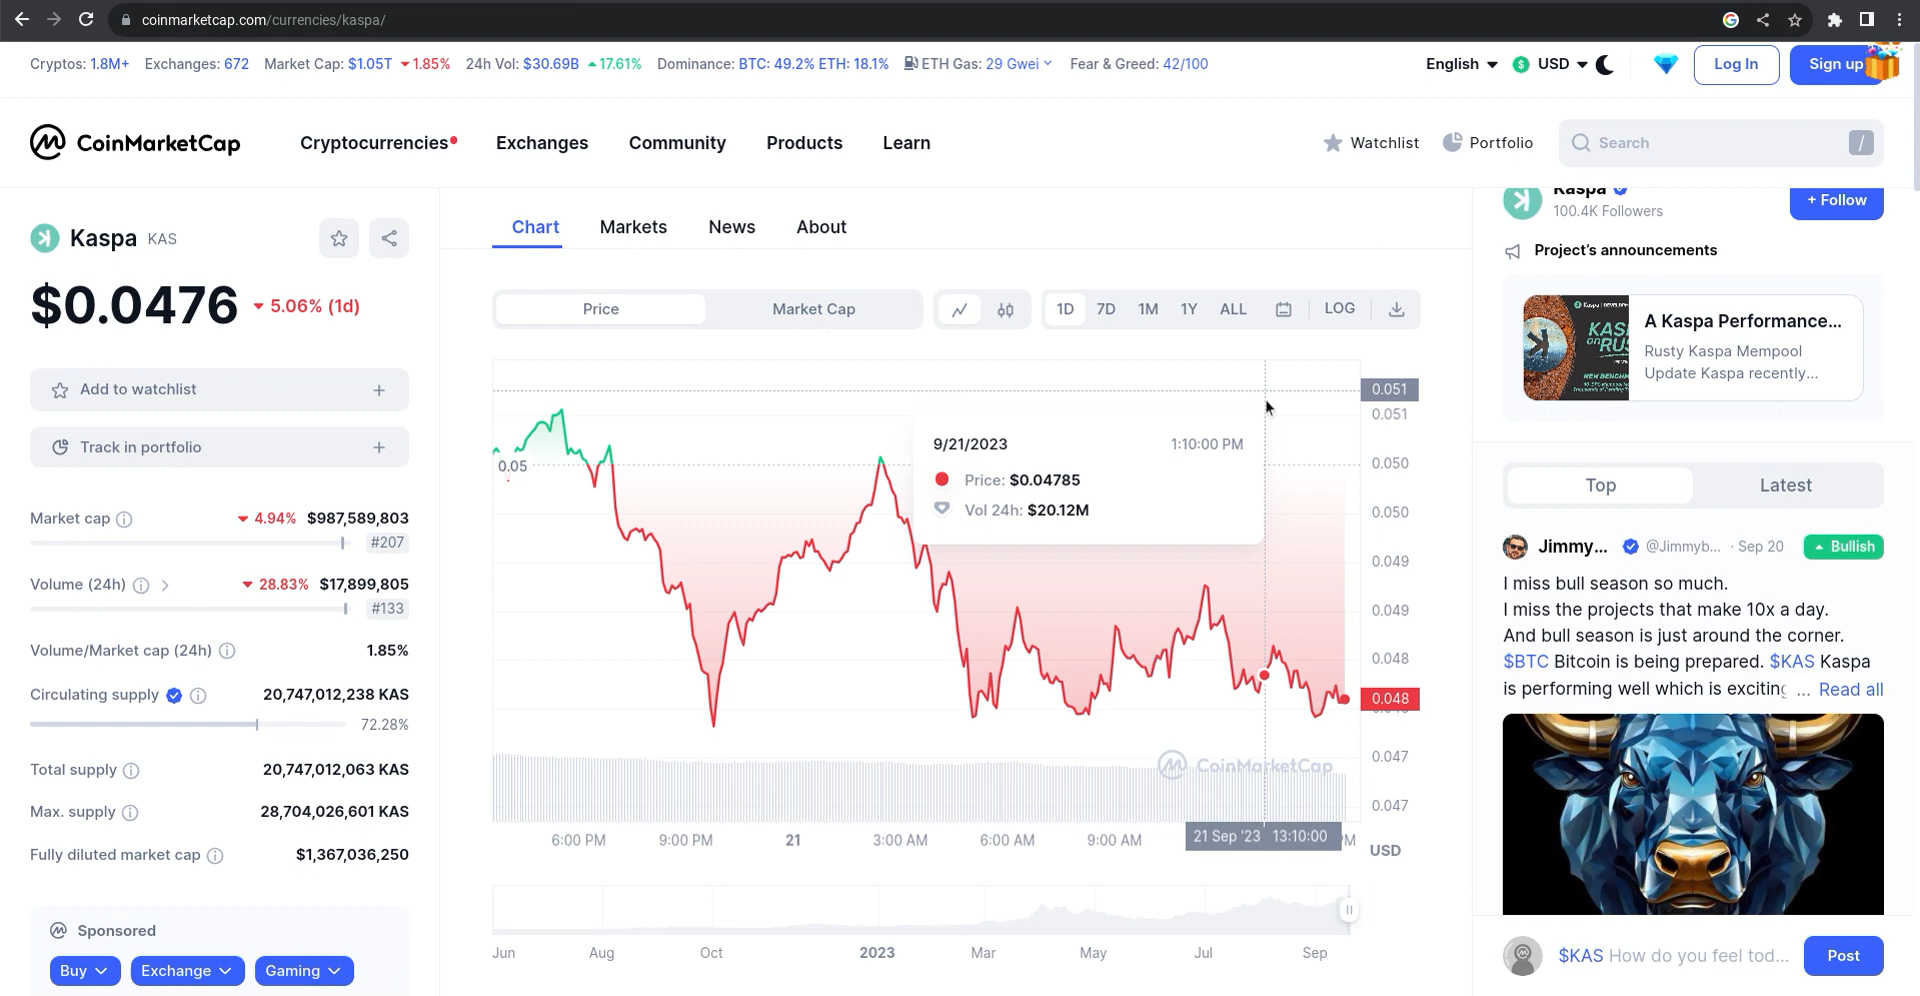 coinmarketcap.com/currencies/kaspa/
Cryptos: 1.8M+ Exchanges: 672 Market Cap: $1.05T 1.85% 24h Vol: $30.69B 17.61% Dominance: BTC: 49.2% ETH: 18.1% ETH Gas: 29 Gwei Fear & Greed: 42/100
English $ USD Log In Sign up
CoinMarketCap Cryptocurrencies Exchanges Community Products Learn Watchlist Portfolio Search /
Kaspa KAS
$0.0476 5.06% (1d)
Add to watchlist +
Track in portfolio +
Market cap 4.94% $987,589,803
#207
Volume (24h) 28.83% $17,899,805
#133
Volume/Market cap (24h) 1.85%
Circulating supply 20,747,012,238 KAS
72.28%
Total supply 20,747,012,063 KAS
Max. supply 28,704,026,601 KAS
Fully diluted market cap $1,367,036,250
Sponsored
Buy Exchange Gaming
Chart Markets News About
Price Market Cap 1D 7D 1M 1Y ALL LOG
0.051
0.051
0.050
0.05
0.050
0.049
0.049
0.048
0.048
0.047
0.047
9/21/2023 1:10:00 PM
Price: $0.04785
Vol 24h: $20.12M
CoinMarketCap
6:00 PM 9:00 PM 21 3:00 AM 6:00 AM 9:00 AM 21 Sep '23 13:10:00 M
USD
Jun Aug Oct 2023 Mar May Jul Sep
Kaspa
100.4K Followers
+ Follow
Project's announcements
Kaspa
KAS
on RUS
A Kaspa Performance...
Rusty Kaspa Mempool
Update Kaspa recently...
Top Latest
Jimmy... @Jimmyb... · Sep 20 Bullish
I miss bull season so much.
I miss the projects that make 10x a day.
And bull season is just around the corner.
$BTC Bitcoin is being prepared. $KAS Kaspa
is performing well which is exciting ... Read all
$KAS How do you feel tod... Post